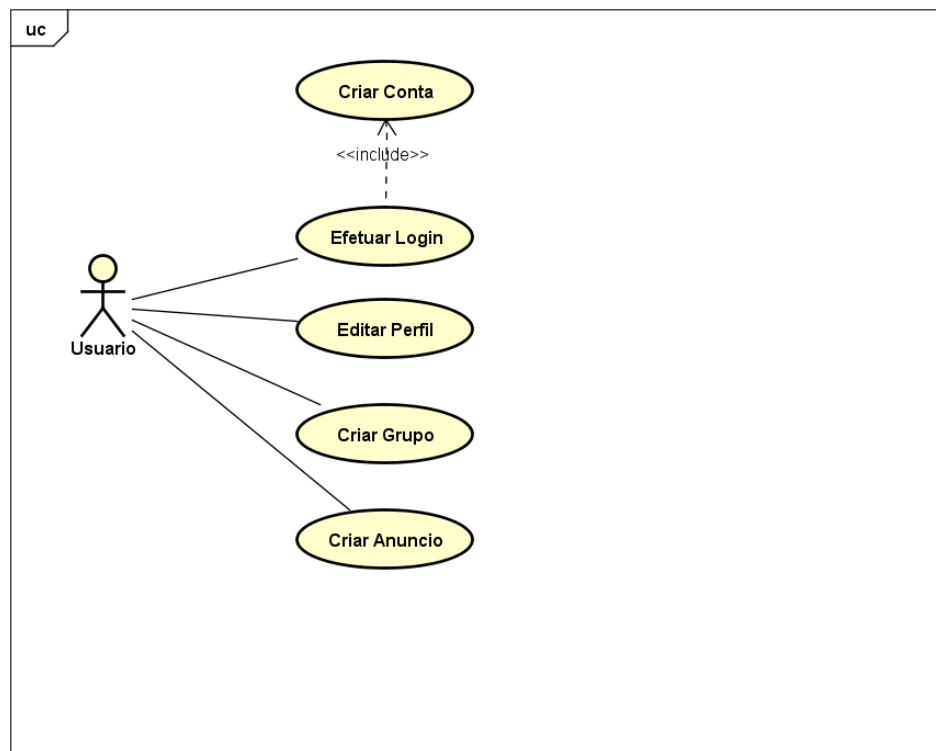 uc
Criar Conta
<<include>>
Efetuar Login
Editar Perfil
Usuario
Criar Grupo
Criar Anuncio